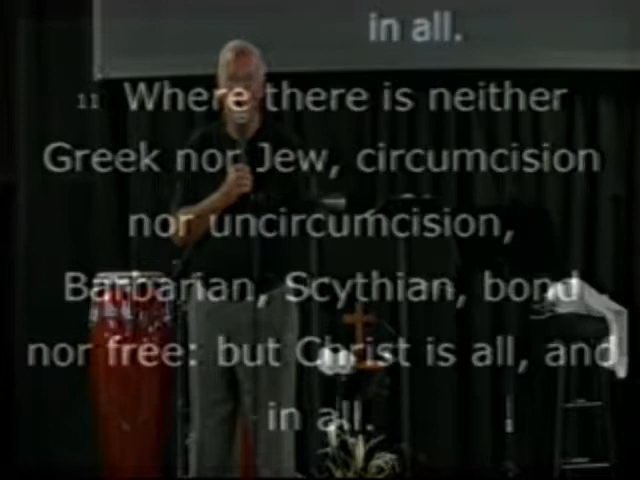 in all.
11 Where there is neither
Greek nor Jew, circumcision
nor uncircumcision,
Barbarian, Scythian, bond
nor free: but Christ is all, and
in all.